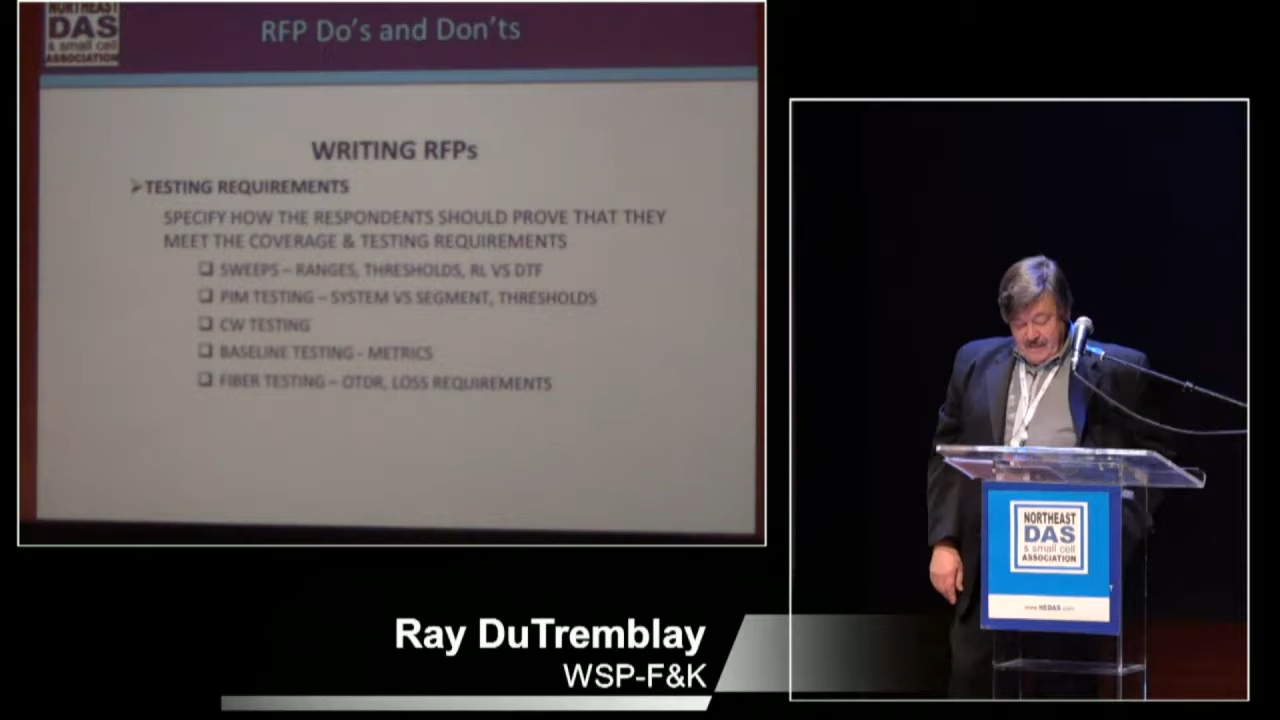 NORTHEAST
DAS
& small cell
ASSOCIATION
RFP Do's and Don'ts
WRITING RFPs
TESTING REQUIREMENTS
SPECIFY HOW THE RESPONDENTS SHOULD PROVE THAT THEY
MEET THE COVERAGE & TESTING REQUIREMENTS
SWEEPS – RANGES, THRESHOLDS, RL VS DTF
PIM TESTING – SYSTEM VS SEGMENT, THRESHOLDS
CW TESTING
BASELINE TESTING - METRICS
FIBER TESTING – OTDR, LOSS REQUIREMENTS
NORTHEAST
DAS
& small cell
ASSOCIATION
www.NEDAS.com
Ray DuTremblay
WSP-F&K